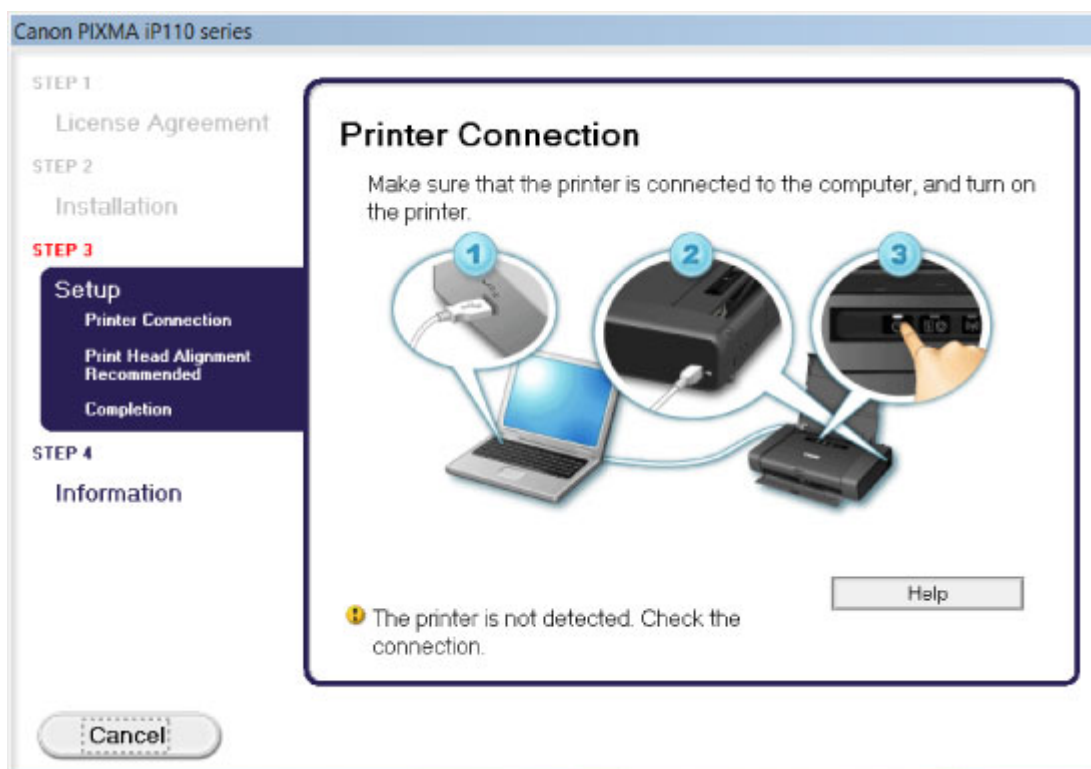 Canon PIXMA iP110 series
STEP 1
License Agreement
STEP 2
Installation
STEP 3
Setup
Printer Connection
Print Head Alignment
Recommended
Completion
STEP 4
Information
Printer Connection
Make sure that the printer is connected to the computer, and turn on
the printer.
1
2
3
Help
The printer is not detected. Check the
connection.
Cancel